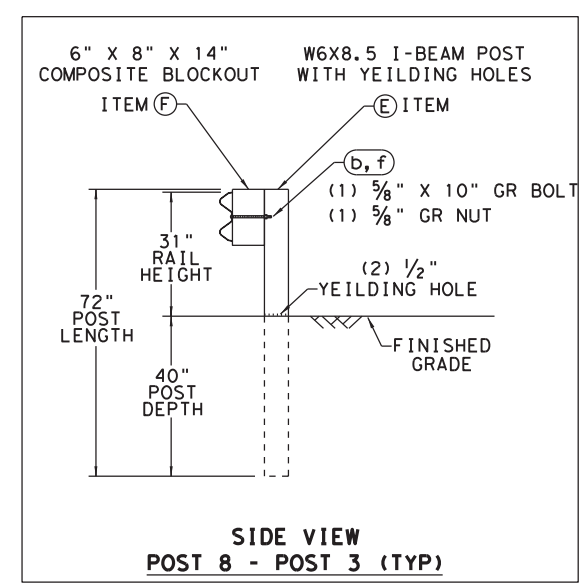 6" X 8" X 14"
COMPOSITE BLOCKOUT
ITEM F
W6X8.5 I-BEAM POST
WITH YEILDING HOLES
E ITEM
b, f
(1) ⅝" X 10" GR BOLT
(1) ⅝" GR NUT
31"
RAIL
HEIGHT
(2) ½"
YEILDING HOLE
72"
POST
LENGTH
FINISHED
GRADE
40"
POST
DEPTH
SIDE VIEW
POST 8 - POST 3 (TYP)